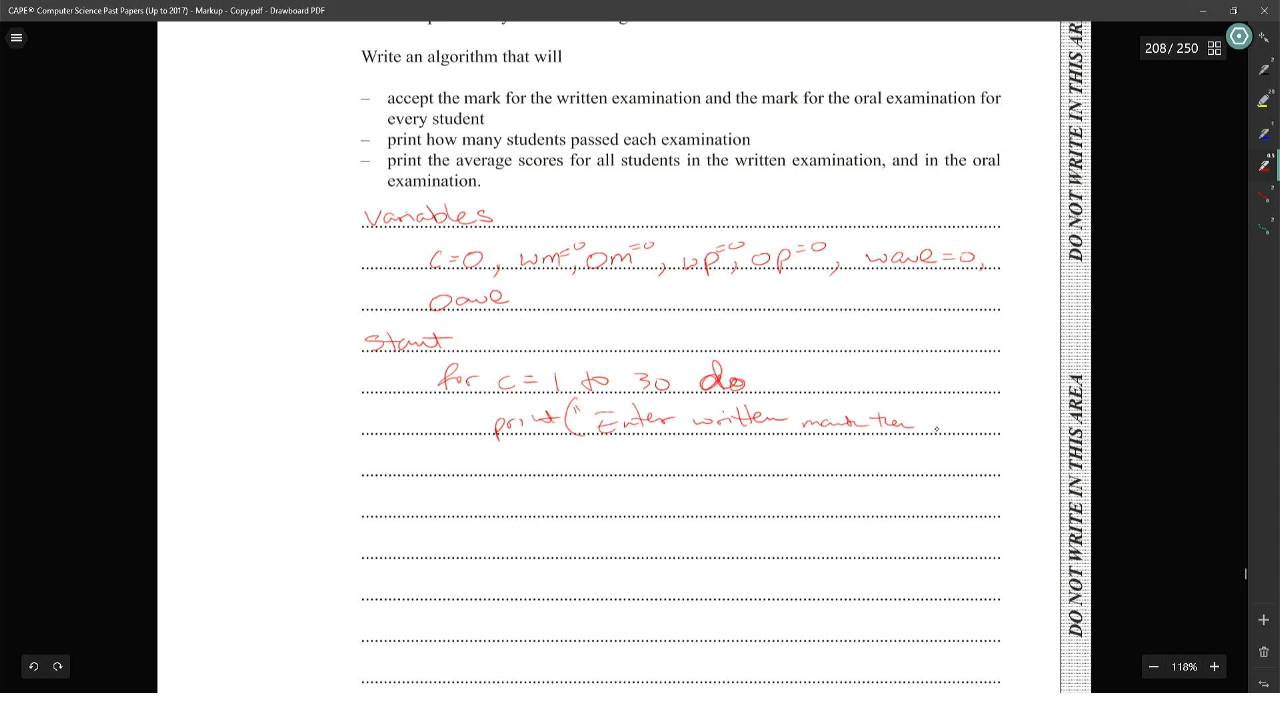 CAPE® Computer Science Past Papers (Up to 2017) - Markup - Copy.pdf - Drawboard PDF
208 / 250
Write an algorithm that will
– accept the mark for the written examination and the mark for the oral examination for
every student
– print how many students passed each examination
– print the average scores for all students in the written examination, and in the oral
examination.
Variables
c=0, wm=0, Om=0, wp=0, Op=0, wave=0,
Oave
Start
for c=1 to 30 do
print(" Enter written mark then
DO NOT WRITE IN THIS AR
DO NOT WRITE IN THIS AREA
118%